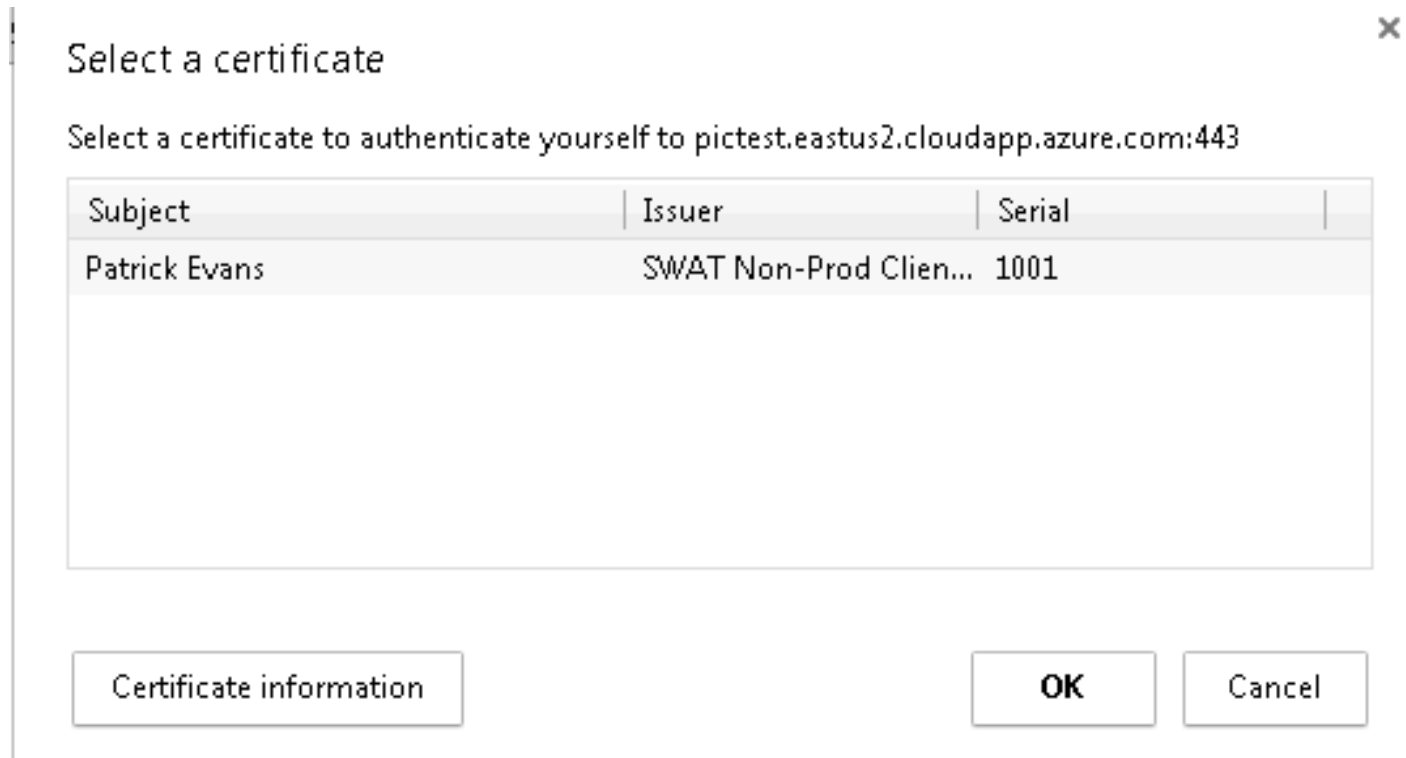 Select a certificate
Select a certificate to authenticate yourself to pictest.eastus2.cloudapp.azure.com:443
Subject Issuer Serial
Patrick Evans SWAT Non-Prod Clien... 1001
Certificate information OK Cancel